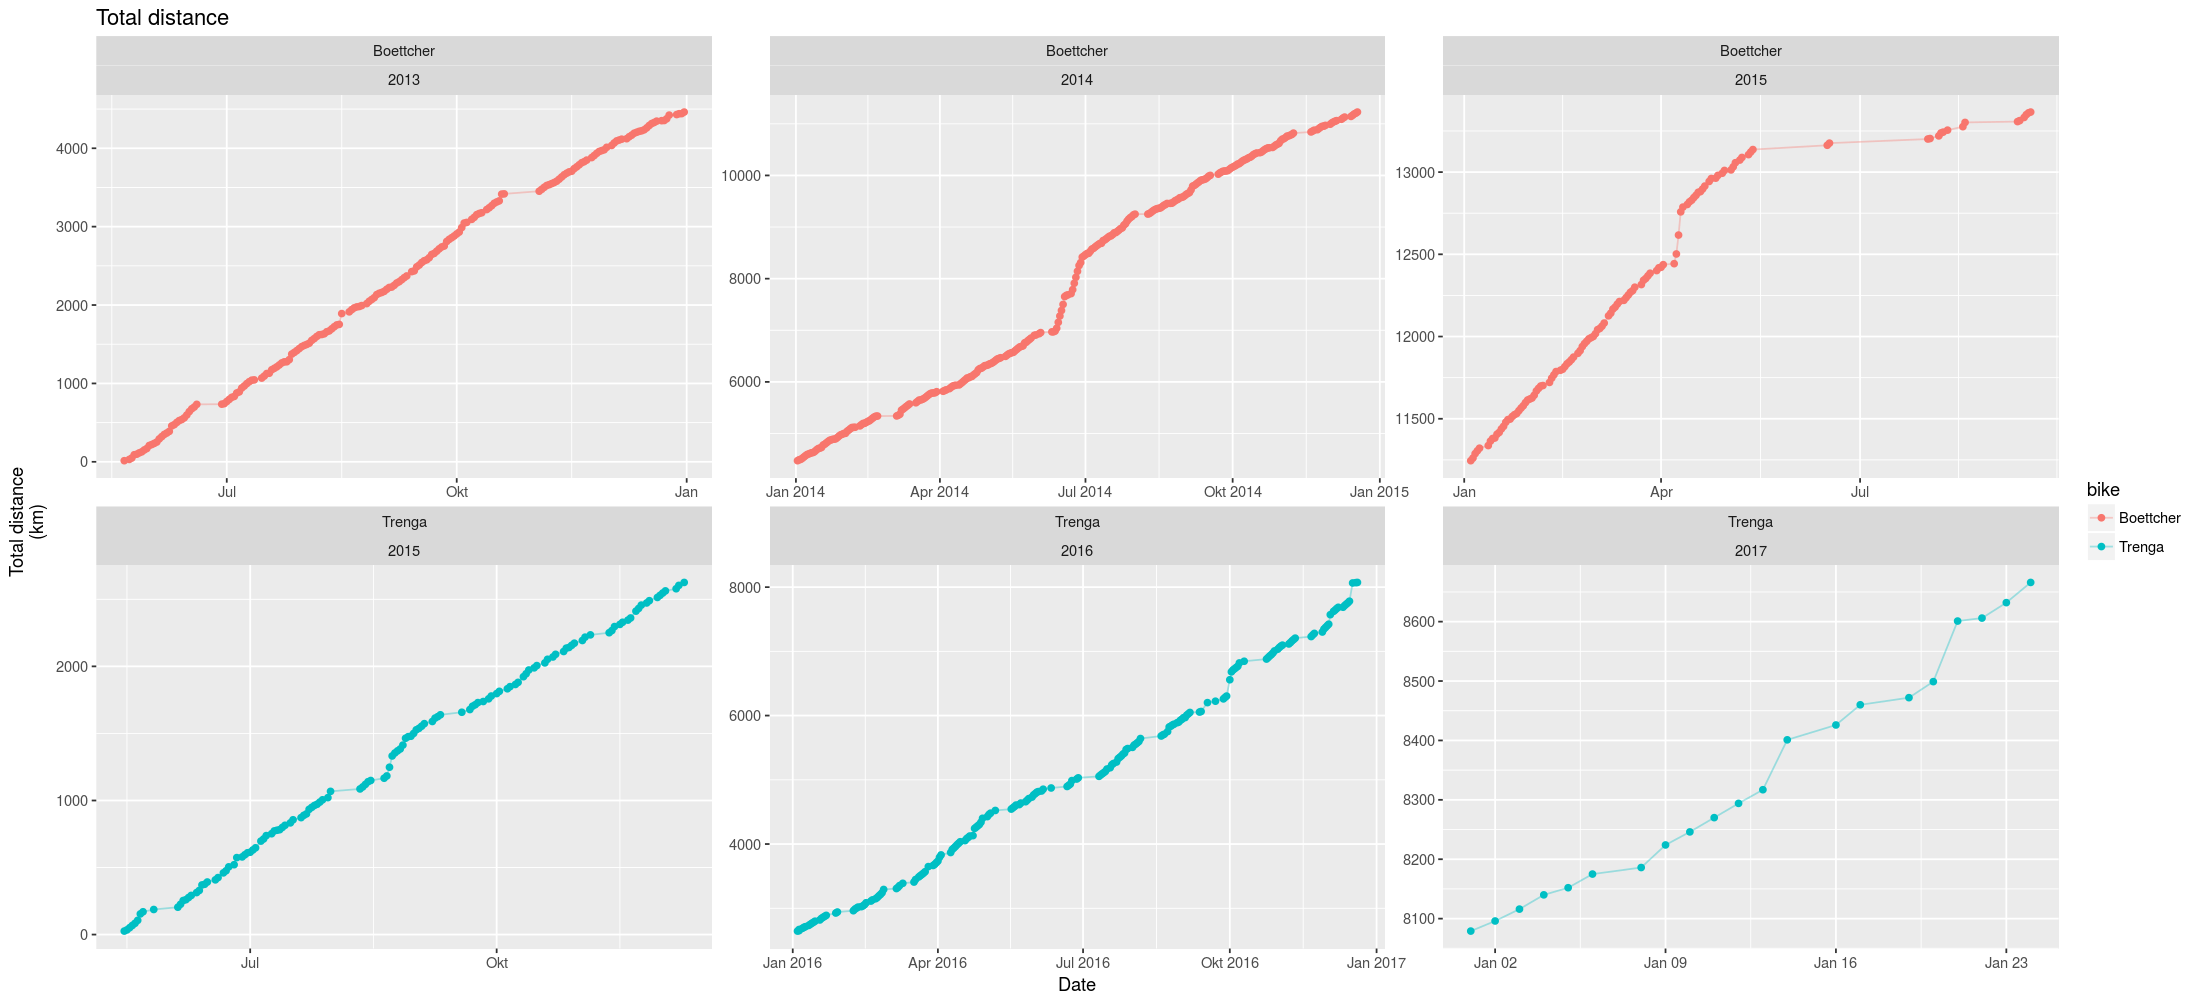 Total distance
Boettcher
2013
Boettcher
2014
Boettcher
2015
4000
3000
2000
1000
0
Jul
Okt
Jan
10000
8000
6000
Jan 2014
Apr 2014
Jul 2014
Okt 2014
Jan 2015
13000
12500
12000
11500
Jan
Apr
Jul
Total distance
(km)
Trenga
2015
Trenga
2016
Trenga
2017
2000
1000
0
Jul
Okt
8000
6000
4000
Jan 2016
Apr 2016
Jul 2016
Okt 2016
Jan 2017
8600
8500
8400
8300
8200
8100
Jan 02
Jan 09
Jan 16
Jan 23
Date
bike
Boettcher
Trenga